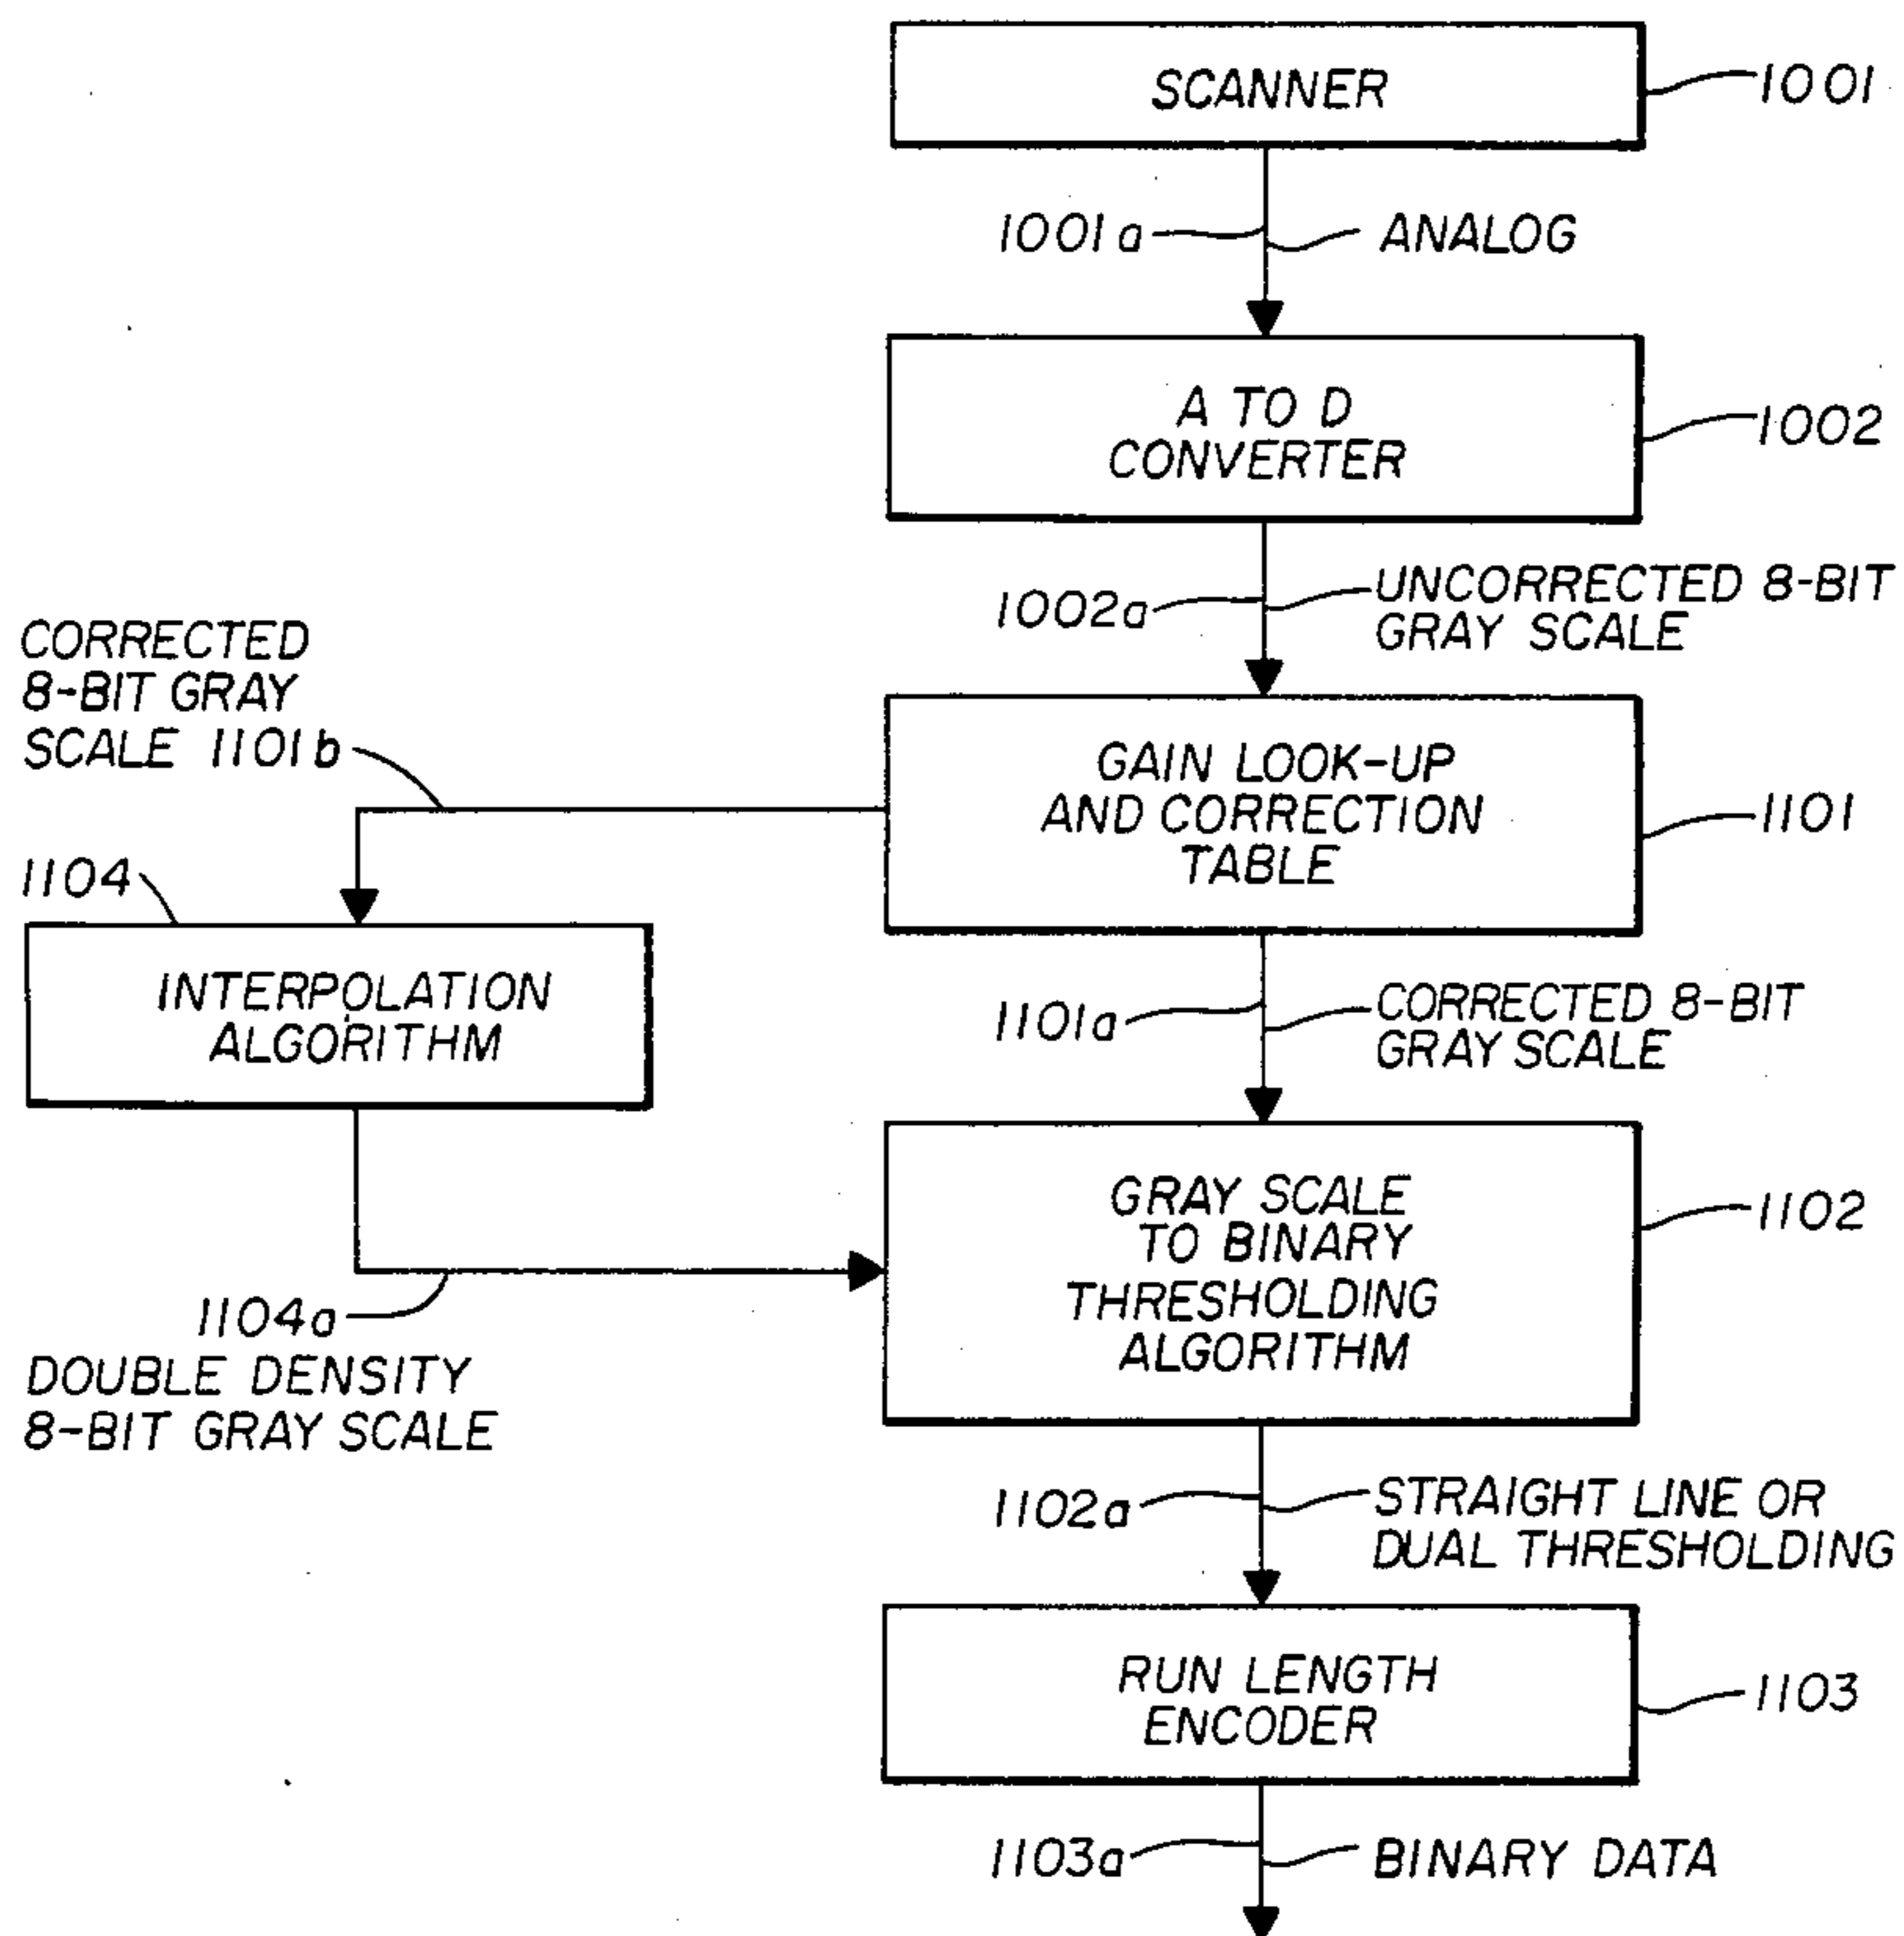 SCANNER
1001
1001a
ANALOG
A TO D
CONVERTER
1002
1002a
UNCORRECTED 8-BIT
GRAY SCALE
CORRECTED
8-BIT GRAY
SCALE 1101b
GAIN LOOK-UP
AND CORRECTION
TABLE
1101
1104
INTERPOLATION
ALGORITHM
1101a
CORRECTED 8-BIT
GRAY SCALE
GRAY SCALE
TO BINARY
THRESHOLDING
ALGORITHM
1102
1104a
DOUBLE DENSITY
8-BIT GRAY SCALE
1102a
STRAIGHT LINE OR
DUAL THRESHOLDING
RUN LENGTH
ENCODER
1103
1103a
BINARY DATA